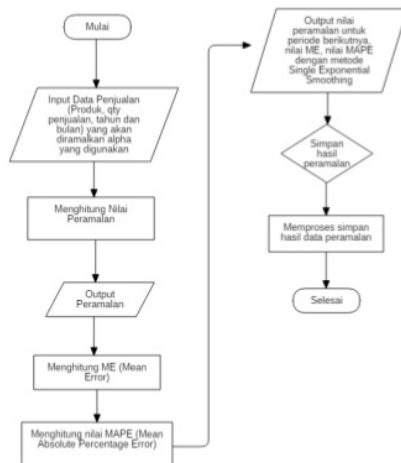 Mulai
Input Data Penjualan
(Produk, qty
penjualan, tahun dan
bulan) yang akan
diramalkan alpha
yang digunakan
Menghitung Nilai
Peramalan
Output
Peramalan
Menghitung ME (Mean
Error)
Menghitung nilai MAPE (Mean
Absolute Percentage Error)
Output nilai
peramalan untuk
periode berikutnya,
nilai ME, nilai MAPE
dengan metode
Single Exponential
Smoothing
Simpan
hasil
peramalan
Memproses simpan
hasil data peramalan
Selesai